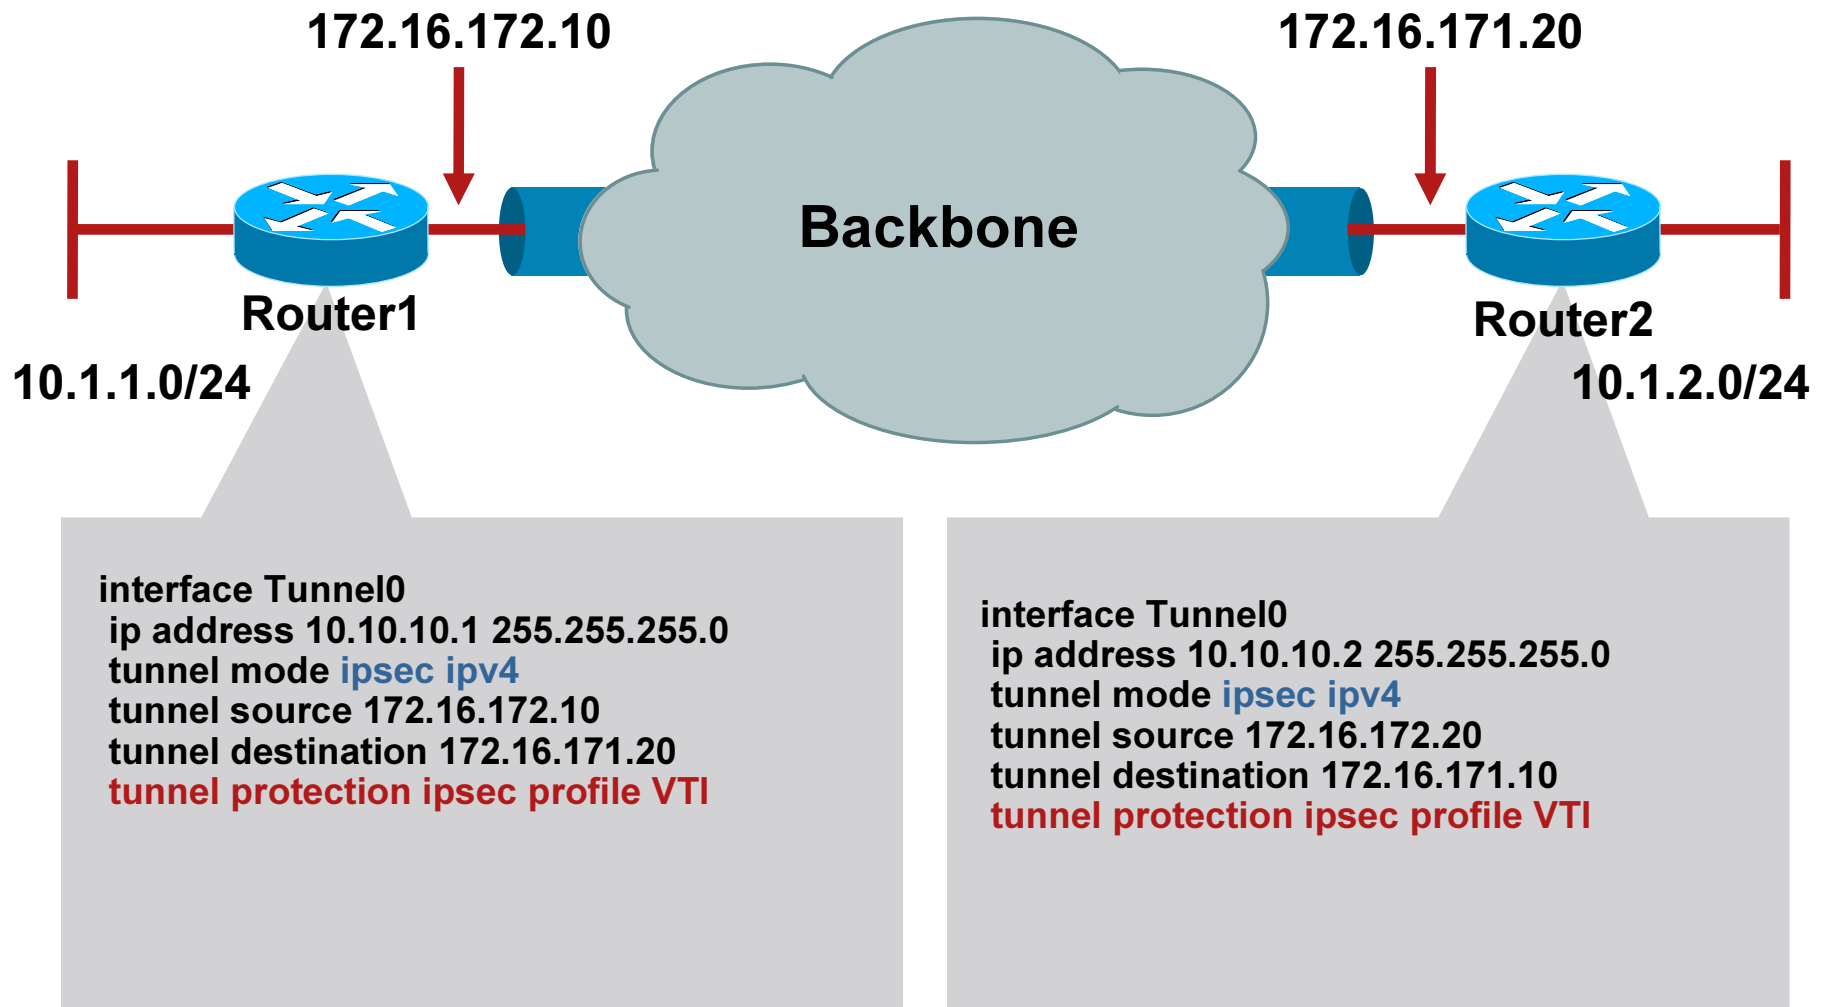 172.16.172.10
172.16.171.20
Backbone
Router1
Router2
10.1.1.0/24
10.1.2.0/24
interface Tunnel0
ip address 10.10.10.1 255.255.255.0
tunnel mode ipsec ipv4
tunnel source 172.16.172.10
tunnel destination 172.16.171.20
tunnel protection ipsec profile VTI
interface Tunnel0
ip address 10.10.10.2 255.255.255.0
tunnel mode ipsec ipv4
tunnel source 172.16.172.20
tunnel destination 172.16.171.10
tunnel protection ipsec profile VTI